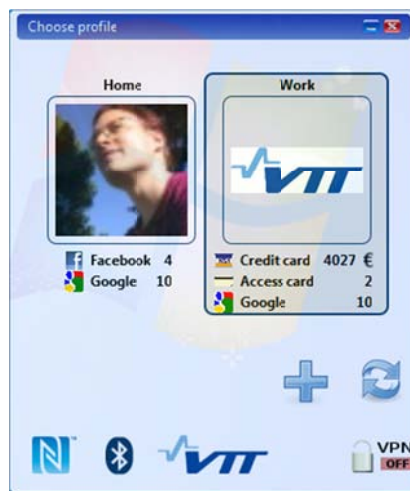 Choose profile
Home
Work
VTT
Facebook 4
Google 10
Credit card 4027 €
Access card 2
Google 10
VTT
VPN
OFF